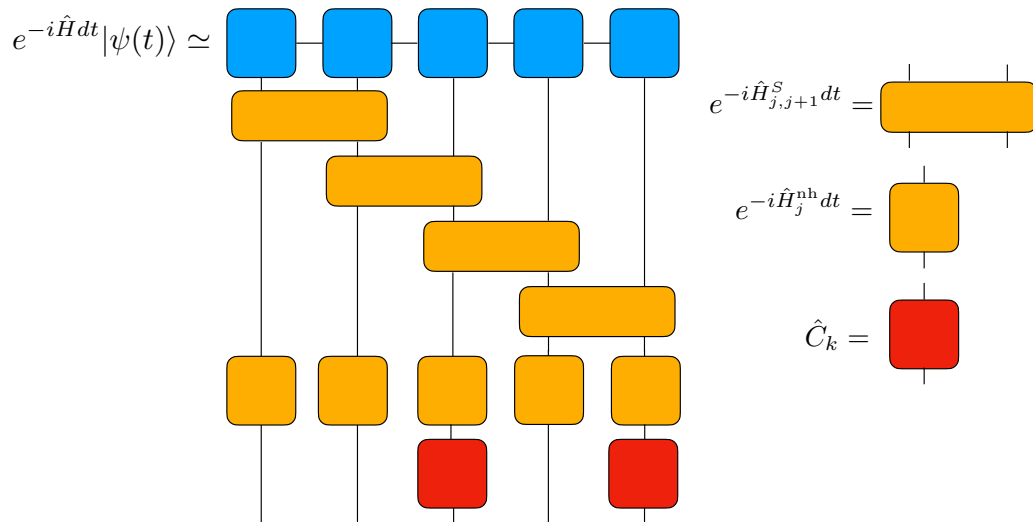 $e^{-i\hat{H}dt}|\psi(t)\rangle \simeq$
$e^{-i\hat{H}^{S}_{j,j+1}dt} =$
$e^{-i\hat{H}^{\mathrm{nh}}_{j}dt} =$
$\hat{C}_k =$